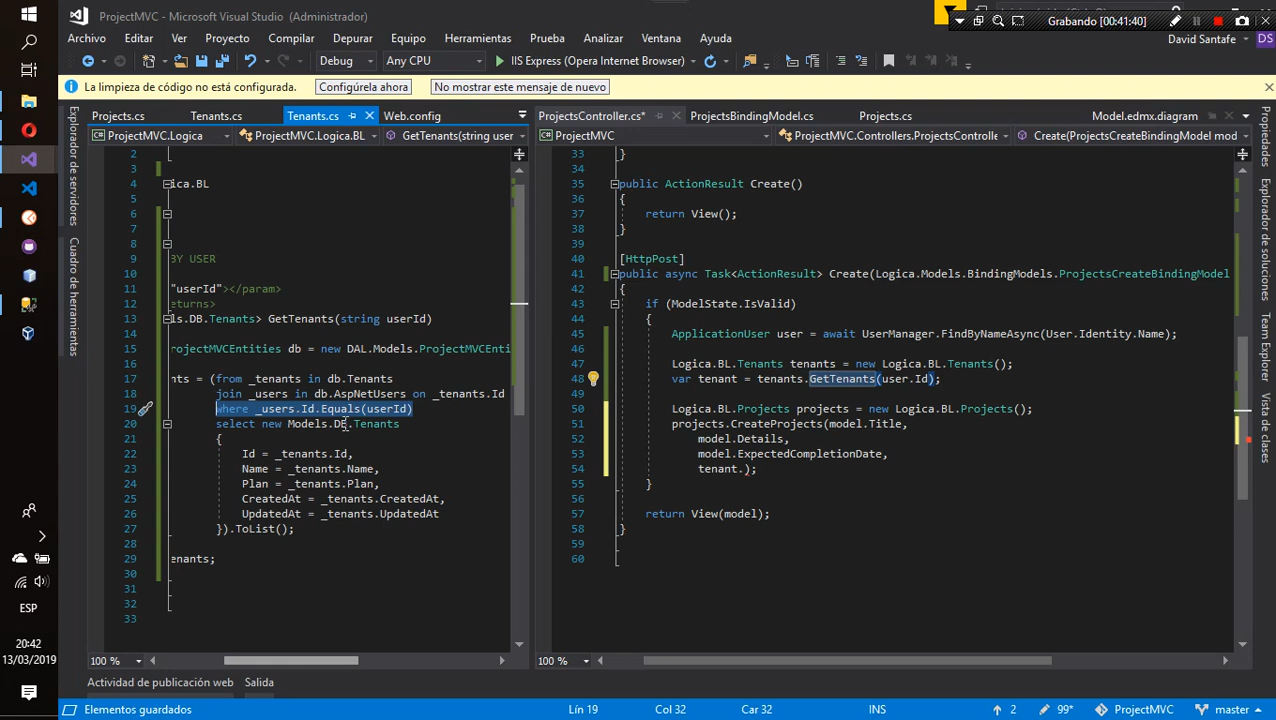 ProjectMVC - Microsoft Visual Studio (Administrador)
Grabando [00:41:40]
Archivo Editar Ver Proyecto Compilar Depurar Equipo Herramientas Prueba Analizar Ventana Ayuda
David Santafe DS
Debug Any CPU IIS Express (Opera Internet Browser)
La limpieza de código no está configurada. Configúrela ahora No mostrar este mensaje de nuevo
Explorador de servidores
Cuadro de herramientas
Projects.cs Tenants.cs Tenants.cs Web.config
ProjectMVC.Logica ProjectMVC.Logica.BL GetTenants(string user
2
3
4 ica.BL
5
6
7
8
9 BY USER
10
11 "userId"></param>
12 eturns>
13 ls.DB.Tenants> GetTenants(string userId)
14
15 rojectMVCEntities db = new DAL.Models.ProjectMVCEnti
16
17 nts = (from _tenants in db.Tenants
18 join _users in db.AspNetUsers on _tenants.Id
19 where _users.Id.Equals(userId)
20 select new Models.DB.Tenants
21 {
22 Id = _tenants.Id,
23 Name = _tenants.Name,
24 Plan = _tenants.Plan,
25 CreatedAt = _tenants.CreatedAt,
26 UpdatedAt = _tenants.UpdatedAt
27 }).ToList();
28
29 enants;
30
31
32
33
100 %
ProjectsController.cs* ProjectsBindingModel.cs Projects.cs Model.edmx.diagram
ProjectMVC ProjectMVC.Controllers.ProjectsControlle Create(ProjectsCreateBindingModel mod
33 }
34
35 public ActionResult Create()
36 {
37 return View();
38 }
39
40 [HttpPost]
41 public async Task<ActionResult> Create(Logica.Models.BindingModels.ProjectsCreateBindingModel
42 {
43 if (ModelState.IsValid)
44 {
45 ApplicationUser user = await UserManager.FindByNameAsync(User.Identity.Name);
46
47 Logica.BL.Tenants tenants = new Logica.BL.Tenants();
48 var tenant = tenants.GetTenants(user.Id);
49
50 Logica.BL.Projects projects = new Logica.BL.Projects();
51 projects.CreateProjects(model.Title,
52 model.Details,
53 model.ExpectedCompletionDate,
54 tenant.);
55 }
56
57 return View(model);
58 }
59
60
100 %
Propiedades
Explorador de soluciones
Team Explorer
Vista de clases
Actividad de publicación web Salida
Elementos guardados Lín 19 Col 32 Car 32 INS 2 99* ProjectMVC master
ESP
20:42
13/03/2019